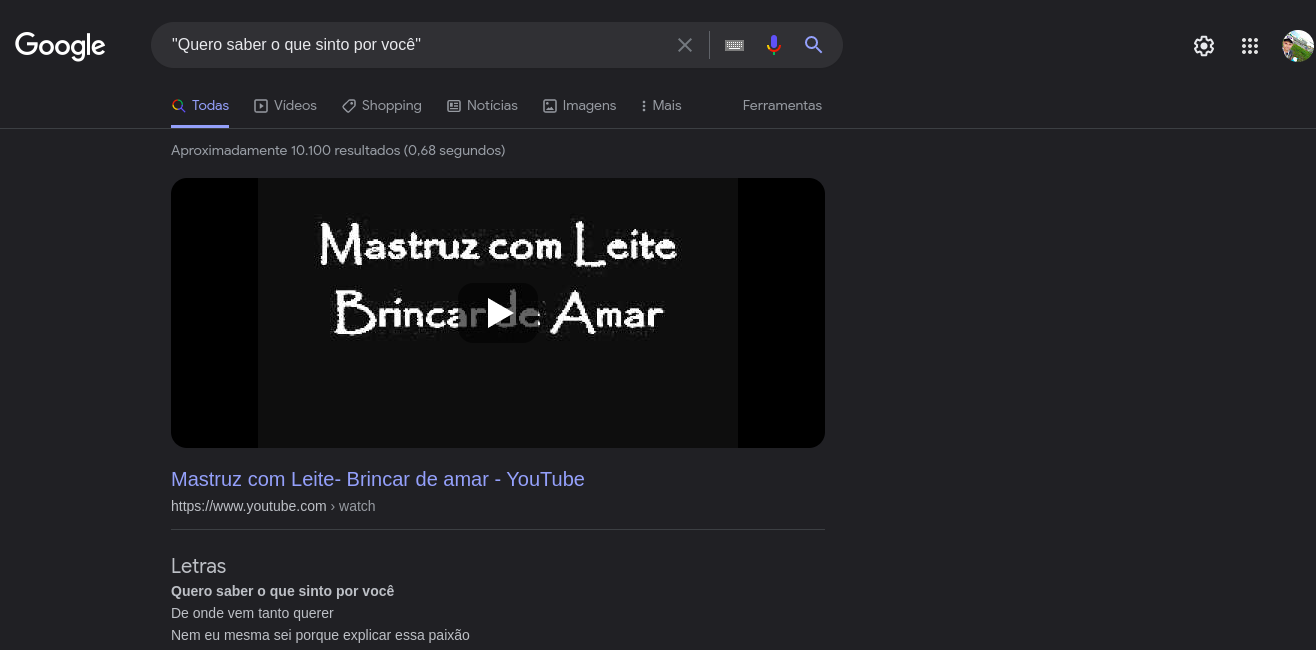 Google
"Quero saber o que sinto por você"
Todas
Vídeos
Shopping
Notícias
Imagens
Mais
Ferramentas
Aproximadamente 10.100 resultados (0,68 segundos)
Mastruz com Leite
Brincar de Amar
Mastruz com Leite- Brincar de amar - YouTube
https://www.youtube.com › watch
Letras
Quero saber o que sinto por você
De onde vem tanto querer
Nem eu mesma sei porque explicar essa paixão